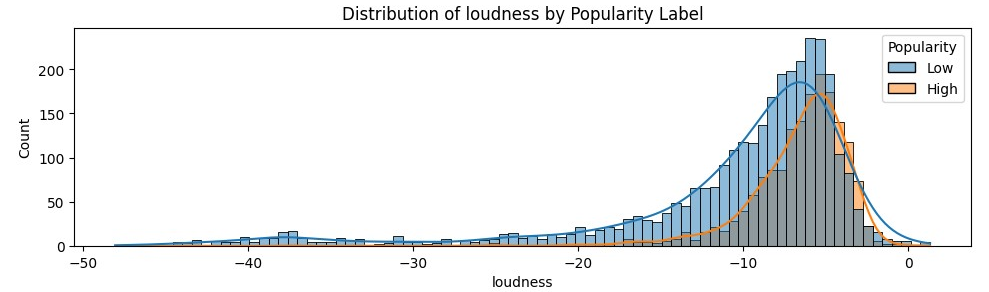 Distribution of loudness by Popularity Label
Popularity
Low
High
Count
200
150
100
50
0
−50
−40
−30
−20
−10
0
loudness